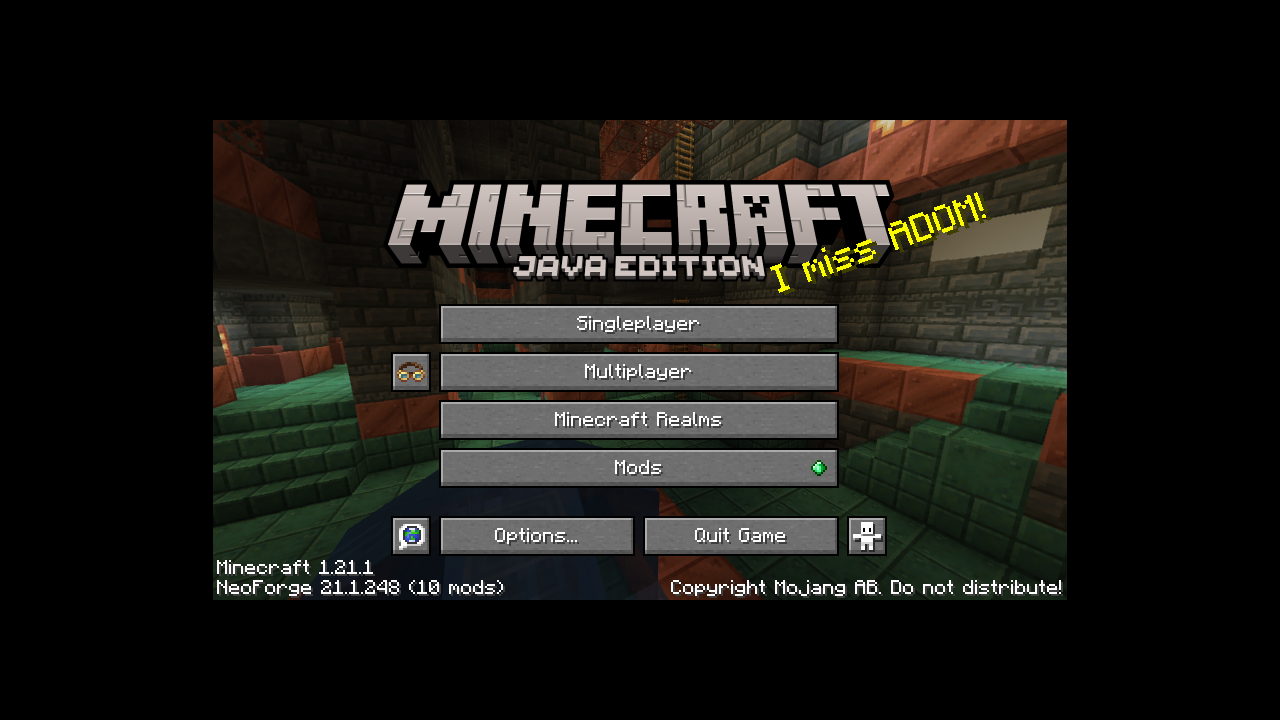 MINECRAFT
JAVA EDITION
I miss ADOM!
Singleplayer
Multiplayer
Minecraft Realms
Mods
Options...
Quit Game
Minecraft 1.21.1
NeoForge 21.1.248 (10 mods)
Copyright Mojang AB. Do not distribute!